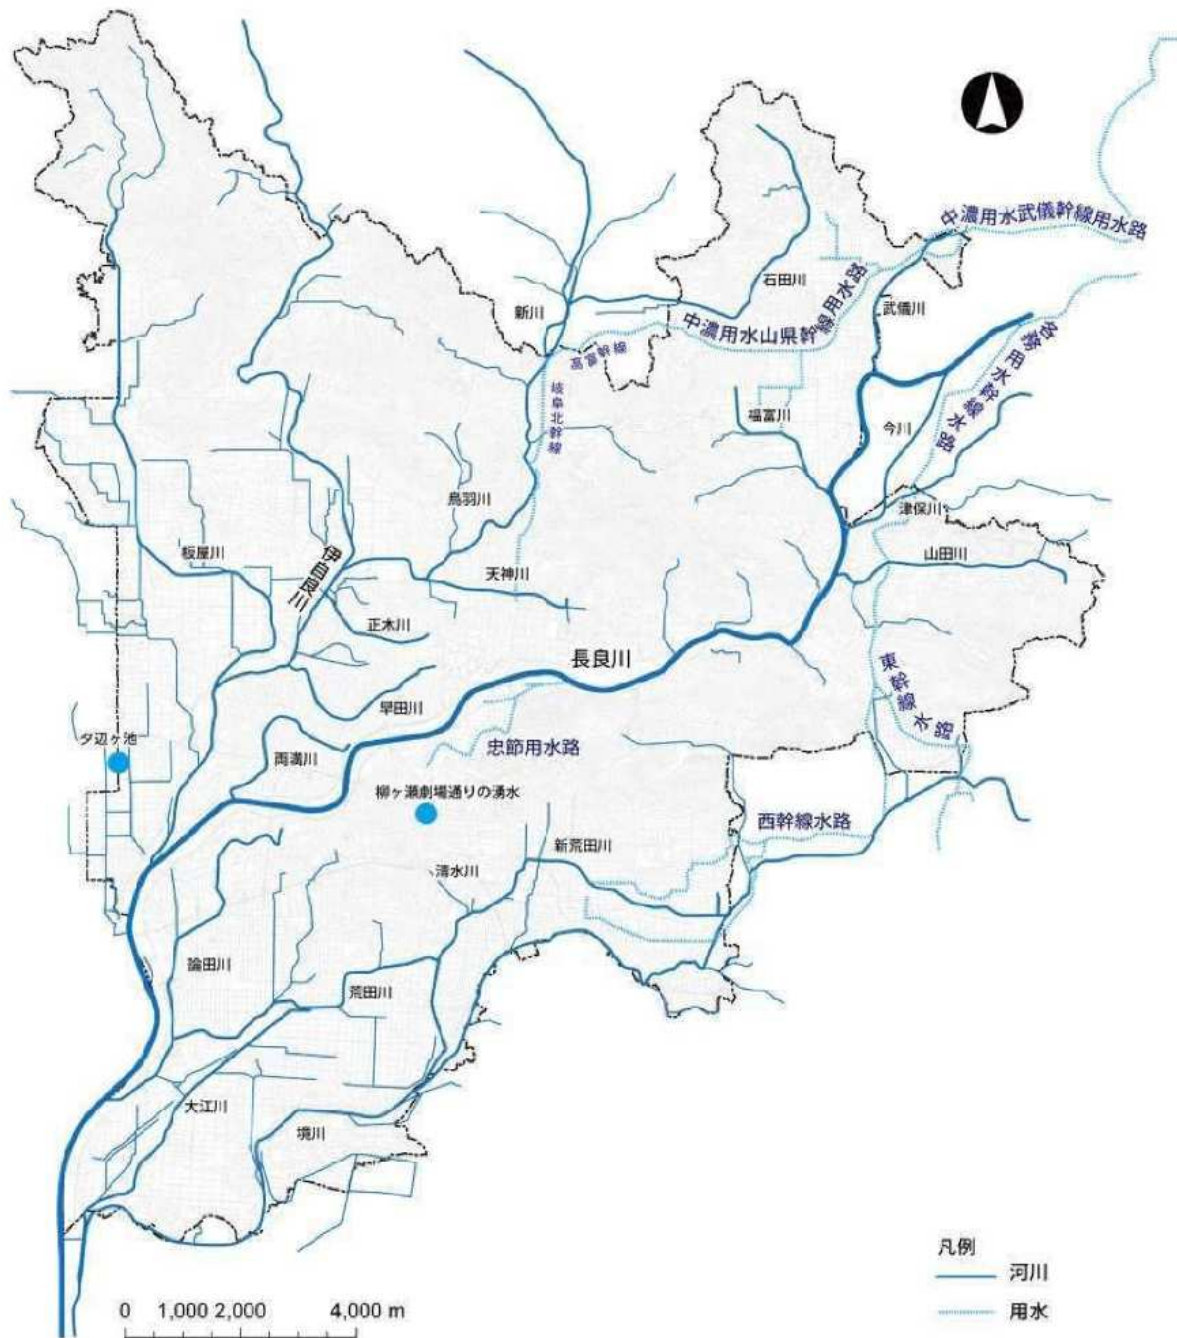 中濃用水武儀幹線用水路
石田川
中濃用水山県幹線用水路
武儀川
新川
高富幹線
岐阜北幹線
各務用水幹線水路
福富川
今川
鳥羽川
津保川
板屋川
伊自良川
天神川
山田川
正木川
長良川
東幹線水路
早田川
夕辺ヶ池
両満川
忠節用水路
柳ヶ瀬劇場通りの湧水
西幹線水路
新荒田川
清水川
論田川
荒田川
大江川
境川
凡例
河川
用水
0 1,000 2,000 4,000 m